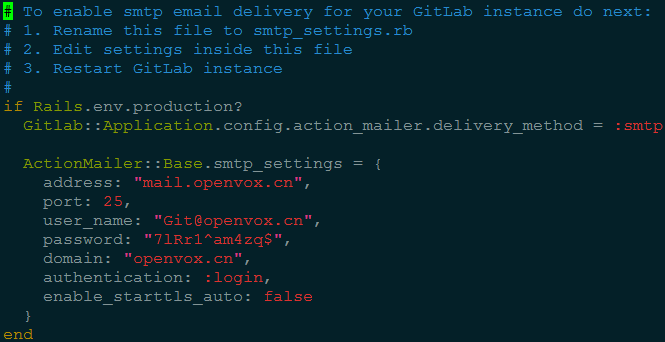 # To enable smtp email delivery for your GitLab instance do next:
# 1. Rename this file to smtp_settings.rb
# 2. Edit settings inside this file
# 3. Restart GitLab instance
#
if Rails.env.production?
  Gitlab::Application.config.action_mailer.delivery_method = :smtp

  ActionMailer::Base.smtp_settings = {
    address: "mail.openvox.cn",
    port: 25,
    user_name: "Git@openvox.cn",
    password: "7lRr1^am4zq$",
    domain: "openvox.cn",
    authentication: :login,
    enable_starttls_auto: false
  }
end